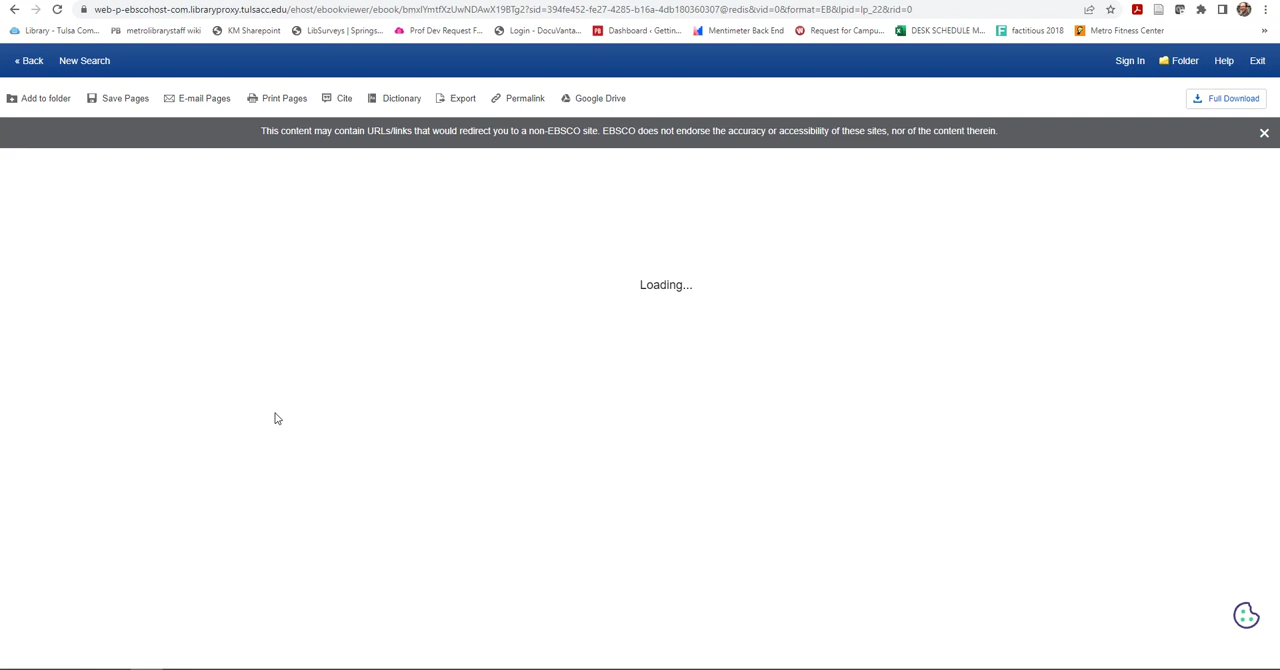 web-p-ebscohost-com.libraryproxy.tulsacc.edu/ehost/ebookviewer/ebook/bmxlYmtfXzUwNDAwX19BTg2?sid=394fe452-fe27-4285-b16a-4db180360307@redis&vid=0&format=EB&lpid=lp_22&rid=0
Library - Tulsa Com... PB metrolibrarystaff wiki KM Sharepoint LibSurveys | Springs... Prof Dev Request F... Login - DocuVanta... PB Dashboard ‹ Gettin... Mentimeter Back End Request for Campu... DESK SCHEDULE M... factitious 2018 Metro Fitness Center »
« Back New Search Sign In Folder Help Exit
Add to folder Save Pages E-mail Pages Print Pages Cite Dictionary Export Permalink Google Drive Full Download
This content may contain URLs/links that would redirect you to a non-EBSCO site. EBSCO does not endorse the accuracy or accessibility of these sites, nor of the content therein.
Loading...